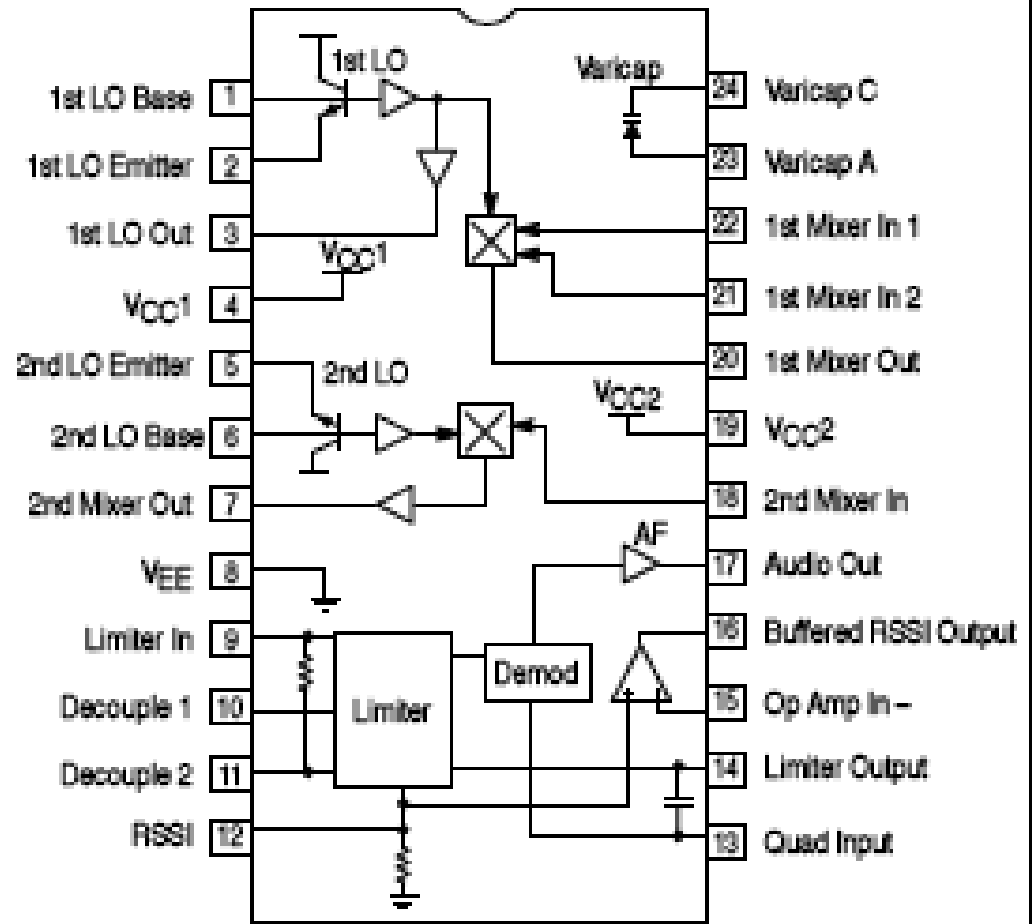 1st LO Base 1
1st LO Emitter 2
1st LO Out 3
VCC1 4
2nd LO Emitter 5
2nd LO Base 6
2nd Mixer Out 7
VEE 8
Limiter In 9
Decouple 1 10
Decouple 2 11
RSSI 12
1st LO
VCC1
2nd LO
Limiter
Demod
AF
VCC2
Varicap
24 Varicap C
23 Varicap A
22 1st Mixer In 1
21 1st Mixer In 2
20 1st Mixer Out
19 VCC2
18 2nd Mixer In
17 Audio Out
16 Buffered RSSI Output
15 Op Amp In –
14 Limiter Output
13 Quad Input